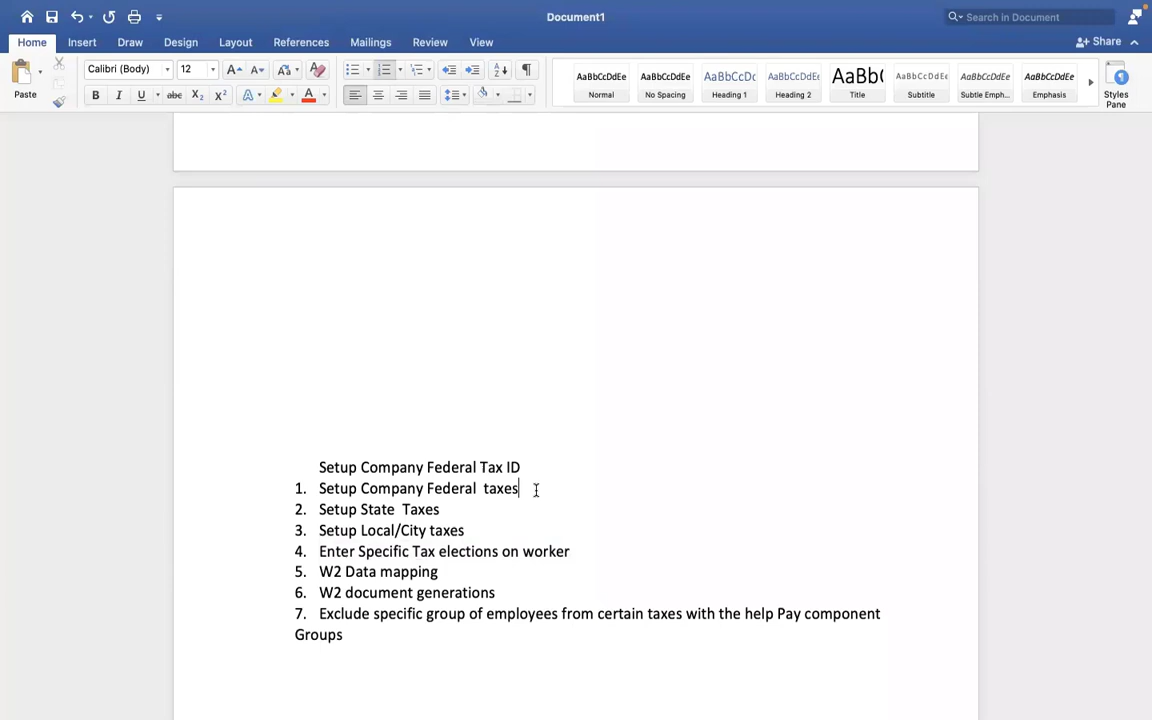 Document1
Search in Document
Home Insert Draw Design Layout References Mailings Review View
Share
Paste
Calibri (Body) 12
AaBbCcDdEe AaBbCcDdEe AaBbCcDc AaBbCcDdEe AaBb( AaBbCcDdEe AaBbCcDdEe AaBbCcDdEe
Normal No Spacing Heading 1 Heading 2 Title Subtitle Subtle Emph... Emphasis
Styles Pane
Setup Company Federal Tax ID
1. Setup Company Federal taxes
2. Setup State Taxes
3. Setup Local/City taxes
4. Enter Specific Tax elections on worker
5. W2 Data mapping
6. W2 document generations
7. Exclude specific group of employees from certain taxes with the help Pay component
Groups